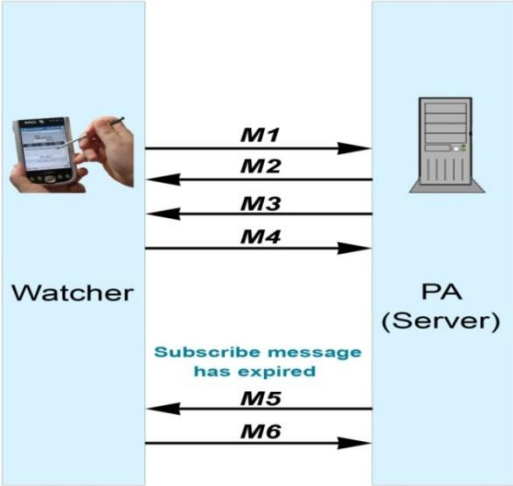 M1
M2
M3
M4
Watcher
PA
(Server)
Subscribe message
has expired
M5
M6